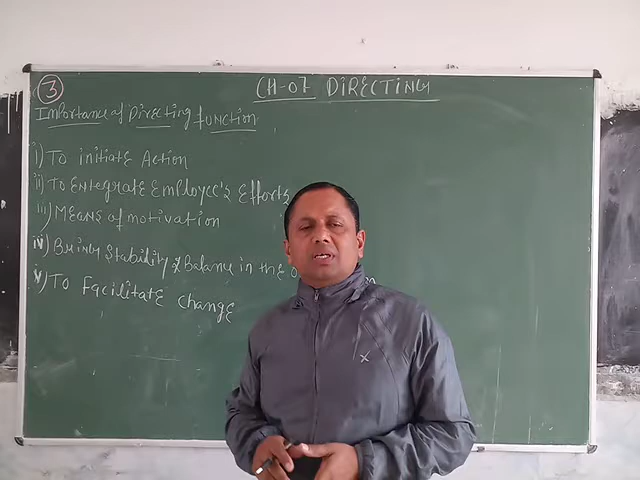 3
CH-07 DIRECTING
Importance of Directing function
i) To initiate Action
ii) To Entegrate Employee's Efforts
iii) Means of motivation
iv) Bring Stability & Balance in the
v) To Facilitate change